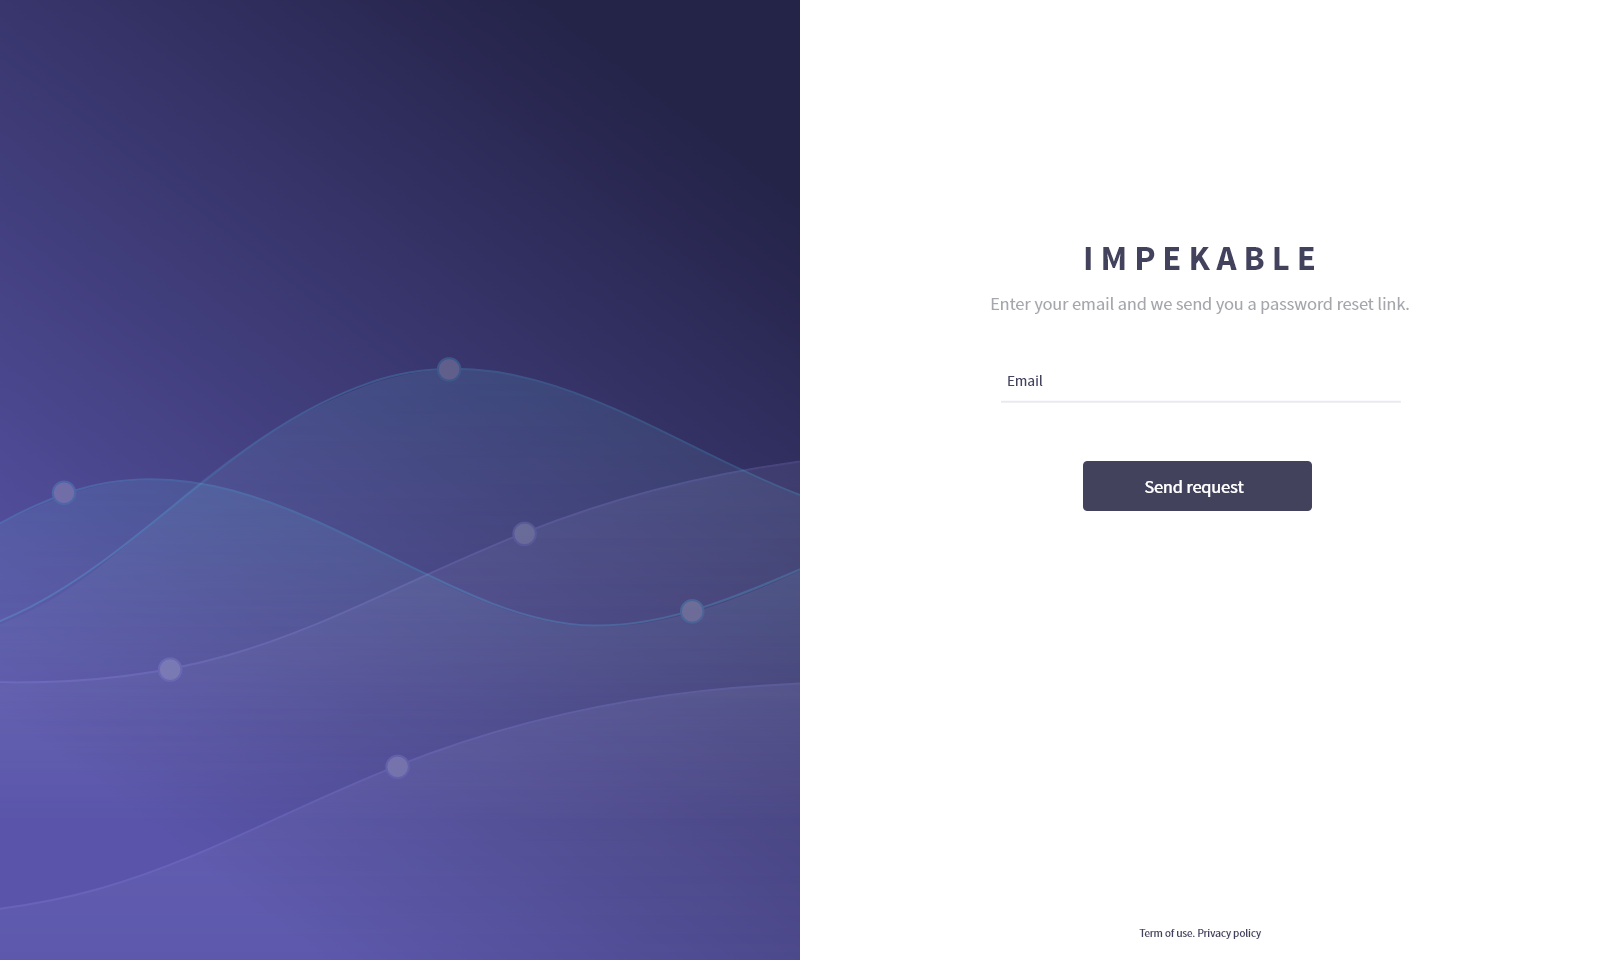 IMPEKABLE
Enter your email and we send you a password reset link.
Email
Send request
Term of use. Privacy policy